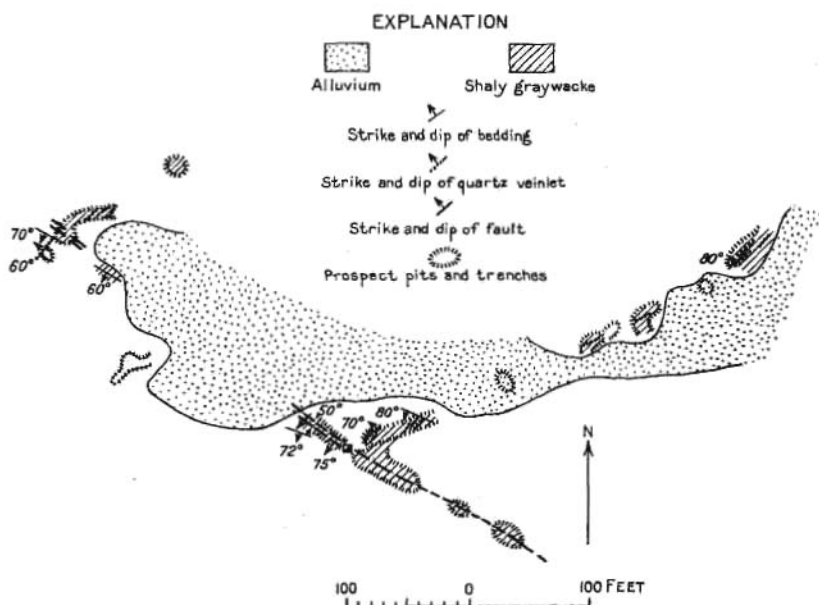 EXPLANATION
Alluvium
Shaly graywacke
Strike and dip of bedding
Strike and dip of quartz veinlet
Strike and dip of fault
Prospect pits and trenches
70°
60°
60°
80°
50°
70°
80°
72°
75°
N
100 0 100 FEET